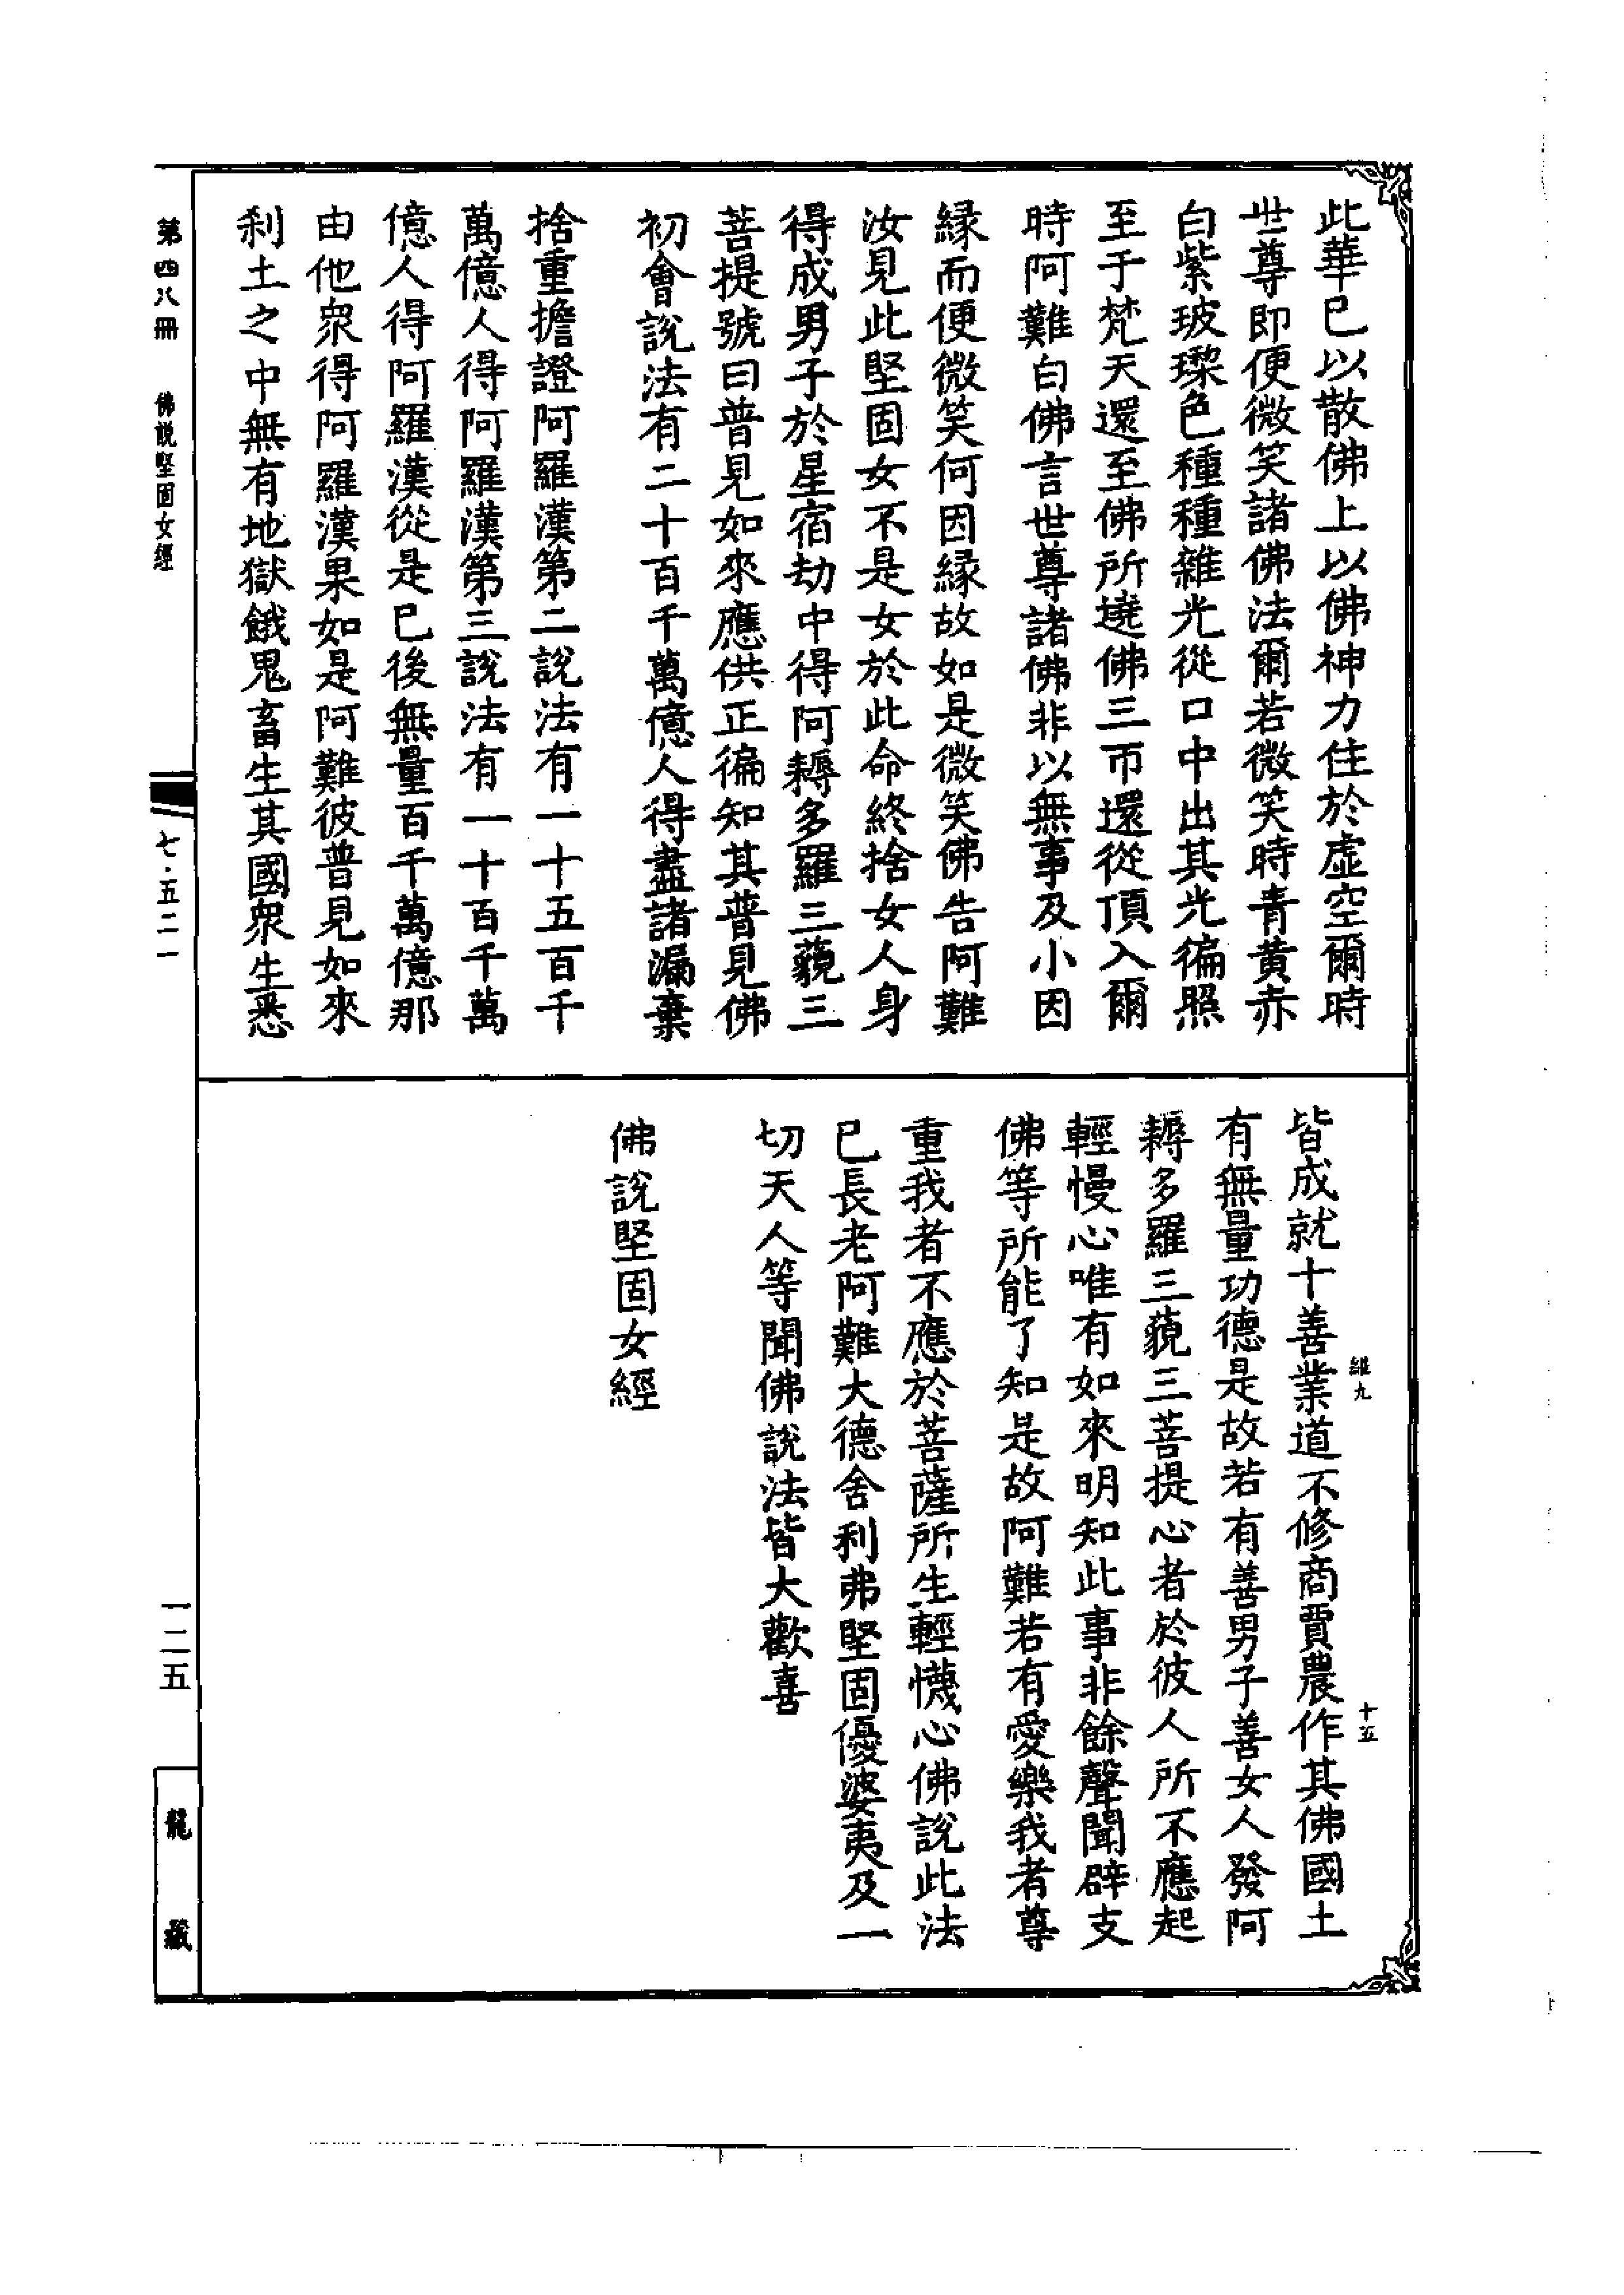 此華已以散佛上以佛神力住於虛空爾時
世尊即便微笑諸佛法爾若微笑時青黃赤
白紫玻瓈色種種雜光從口中出其光徧照
至于梵天還至佛所遶佛三帀還從頂入爾
時阿難白佛言世尊諸佛非以無事及小因
緣而便微笑何因緣故如是微笑佛告阿難
汝見此堅固女不是女於此命終捨女人身
得成男子於星宿劫中得阿耨多羅三藐三
菩提號曰普見如來應供正徧知其普見佛
初會說法有二十百千萬億人得盡諸漏棄
捨重擔證阿羅漢第二說法有一十五百千
萬億人得阿羅漢第三說法有一十百千萬
億人得阿羅漢從是已後無量百千萬億那
由他眾得阿羅漢果如是阿難彼普見如來
利土之中無有地獄餓鬼畜生其國眾生悉
皆成就十善業道不修商賈農作其佛國土
有無量功德是故若有善男子善女人發阿
耨多羅三藐三菩提心者於彼人所不應起
輕慢心唯有如來明知此事非餘聲聞辟支
佛等所能了知是故阿難若有愛樂我者尊
重我者不應於菩薩所生輕懱心佛說此法
已長老阿難大德舍利弗堅固優婆夷及一
切天人等聞佛說法皆大歡喜
佛說堅固女經
維九
十五
第四八冊 佛說堅固女經
七·五二一
一二五
龍藏